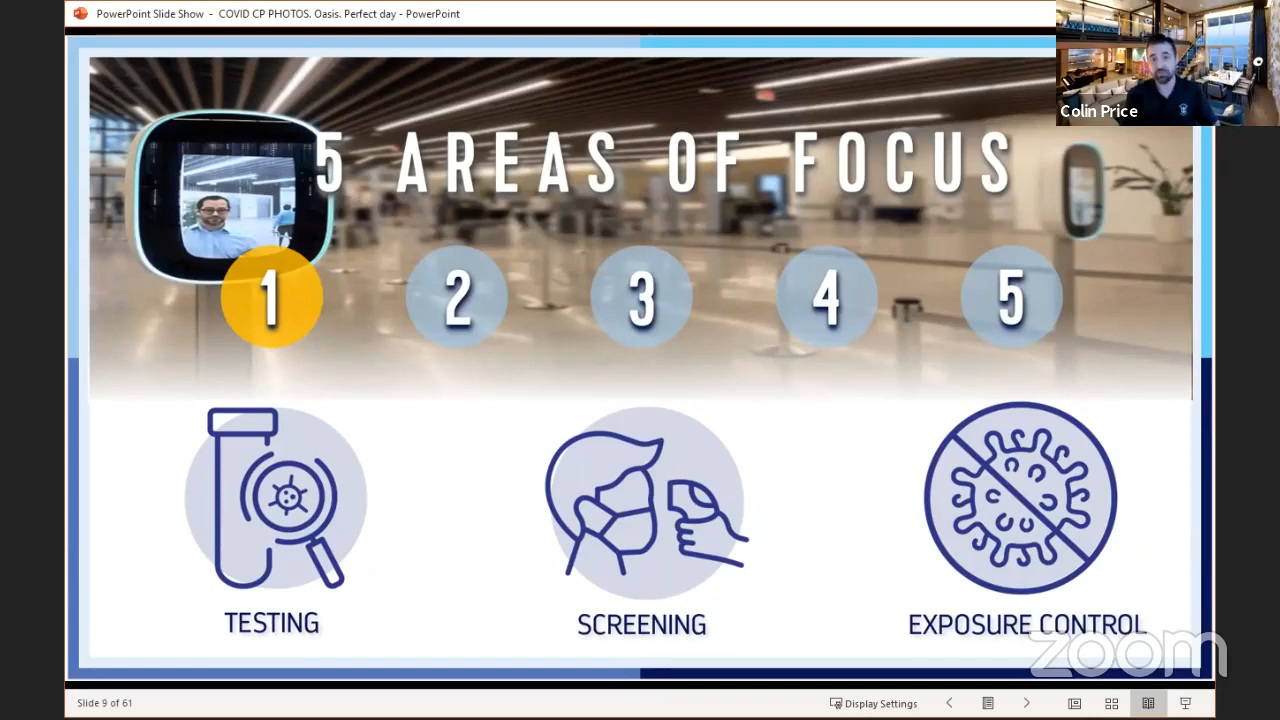 PowerPoint Slide Show - COVID CP PHOTOS. Oasis. Perfect day - PowerPoint
Colin Price
5 AREAS OF FOCUS
1 2 3 4 5
TESTING SCREENING EXPOSURE CONTROL
zoom
Slide 9 of 61 Display Settings